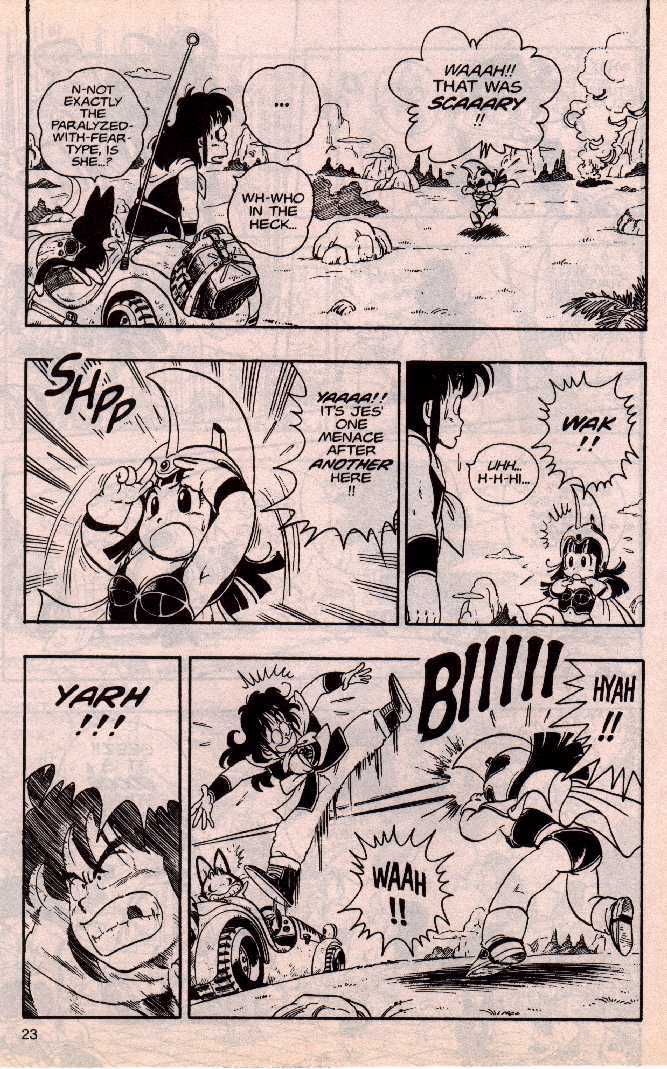 WAAAH!!
THAT WAS
SCAAARY
!!
...
N-NOT
EXACTLY
THE
PARALYZED-
WITH-FEAR-
TYPE, IS
SHE...?
WH-WHO
IN THE
HECK...
SHPP
YAAAA!!
IT'S JES'
ONE
MENACE
AFTER
ANOTHER
HERE
!!
WAK
!!
UHH...
H-H-HI...
YARH
!!!
BIIIIII
HYAH
!!
WAAH
!!
23